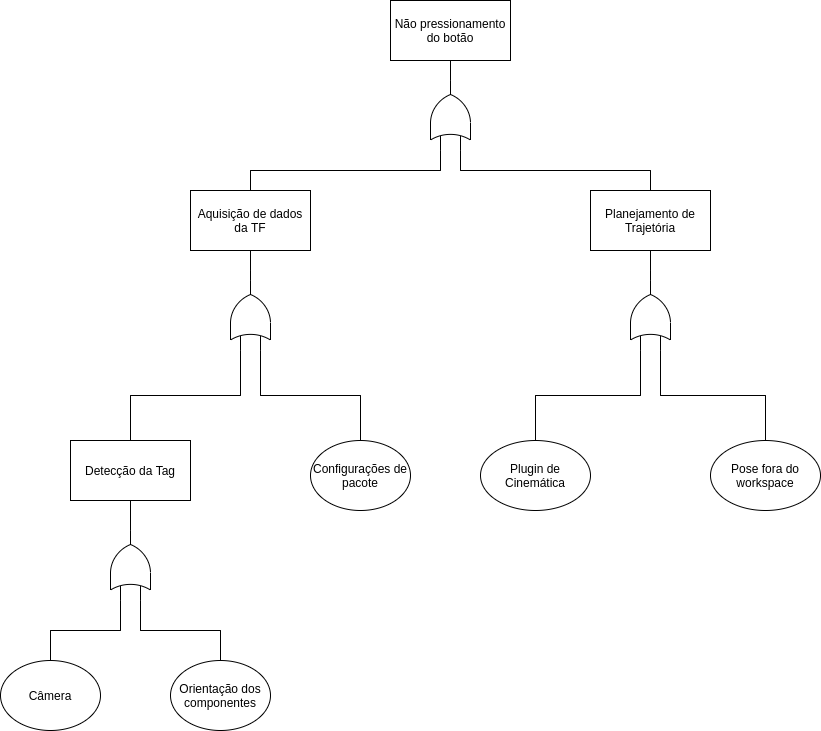 Não pressionamento
do botão
Aquisição de dados
da TF
Planejamento de
Trajetória
Detecção da Tag
Configurações de
pacote
Plugin de
Cinemática
Pose fora do
workspace
Câmera
Orientação dos
componentes